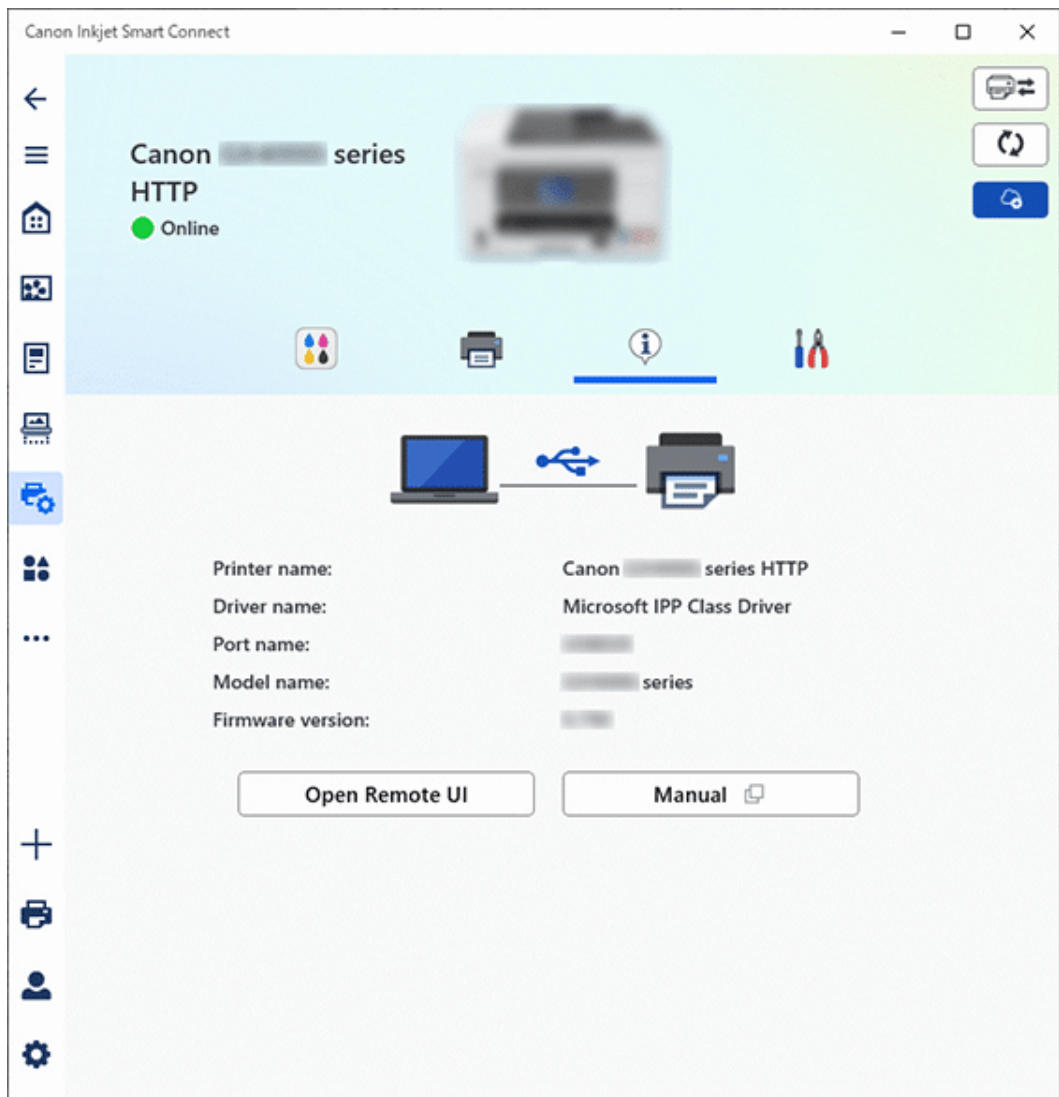 Canon Inkjet Smart Connect
Canon series
HTTP
Online
Printer name: Canon series HTTP
Driver name: Microsoft IPP Class Driver
Port name:
Model name: series
Firmware version:
Open Remote UI Manual